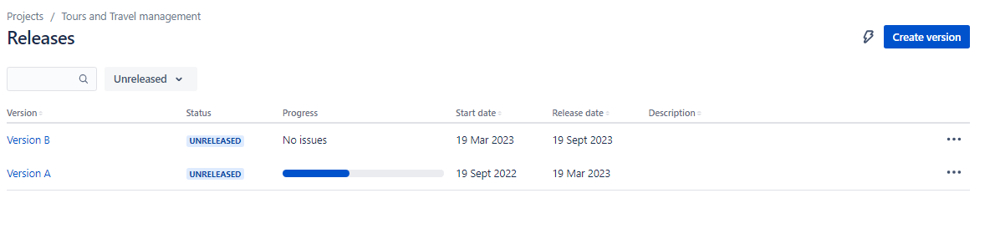 Projects / Tours and Travel management
Releases
Create version
Unreleased
Version Status Progress Start date Release date Description
Version B UNRELEASED No issues 19 Mar 2023 19 Sept 2023
Version A UNRELEASED 19 Sept 2022 19 Mar 2023